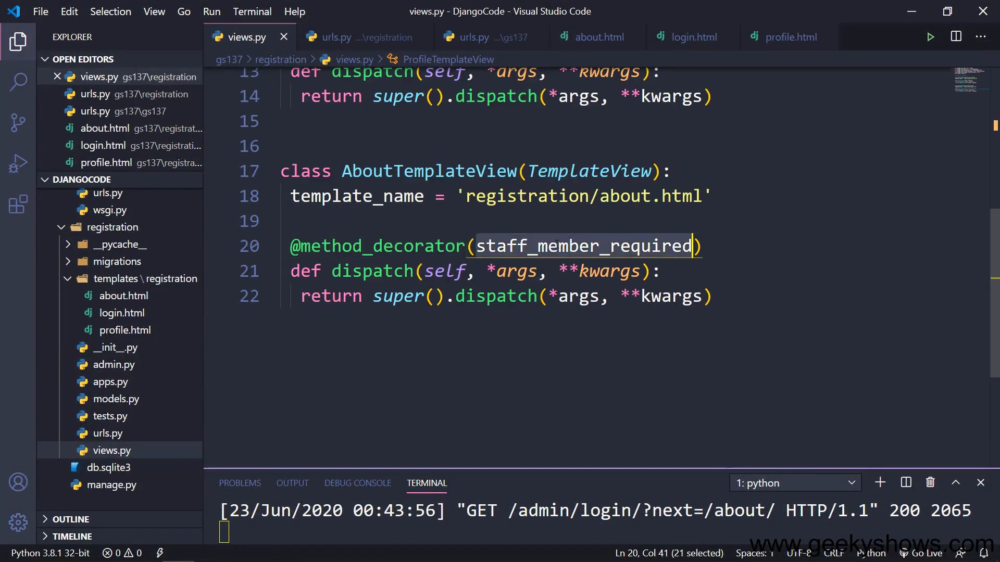 File Edit Selection View Go Run Terminal Help
views.py - DjangoCode - Visual Studio Code
EXPLORER
views.py
urls.py ...\registration
urls.py ...\gs137
about.html
login.html
profile.html
OPEN EDITORS
gs137 > registration > views.py > ProfileTemplateView
views.py gs137\registration
urls.py gs137\registration
urls.py gs137\gs137
about.html gs137\registrat...
login.html gs137\registrati...
profile.html gs137\registra...
DJANGOCODE
urls.py
wsgi.py
registration
__pycache__
migrations
templates \ registration
about.html
login.html
profile.html
__init__.py
admin.py
apps.py
models.py
tests.py
urls.py
views.py
db.sqlite3
manage.py
OUTLINE
TIMELINE
13 def dispatch(self, *args, **kwargs):
14 return super().dispatch(*args, **kwargs)
15
16
17 class AboutTemplateView(TemplateView):
18 template_name = 'registration/about.html'
19
20 @method_decorator(staff_member_required)
21 def dispatch(self, *args, **kwargs):
22 return super().dispatch(*args, **kwargs)
PROBLEMS OUTPUT DEBUG CONSOLE TERMINAL
1: python
[23/Jun/2020 00:43:56] "GET /admin/login/?next=/about/ HTTP/1.1" 200 2065
www.geekyshows.com
Python 3.8.1 32-bit 0 0
Ln 20, Col 41 (21 selected) Spaces: 1 UTF-8 CRLF Python Go Live